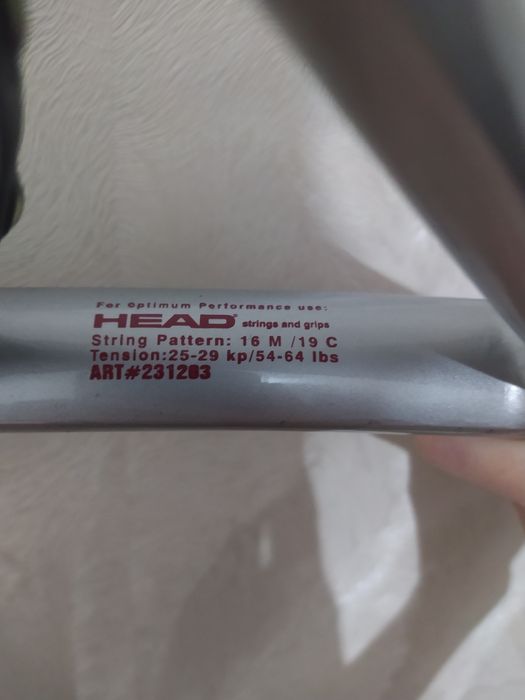 For Optimum Performance use:
HEAD® strings and grips
String Pattern: 16 M /19 C
Tension:25-29 kp/54-64 lbs
ART#231203